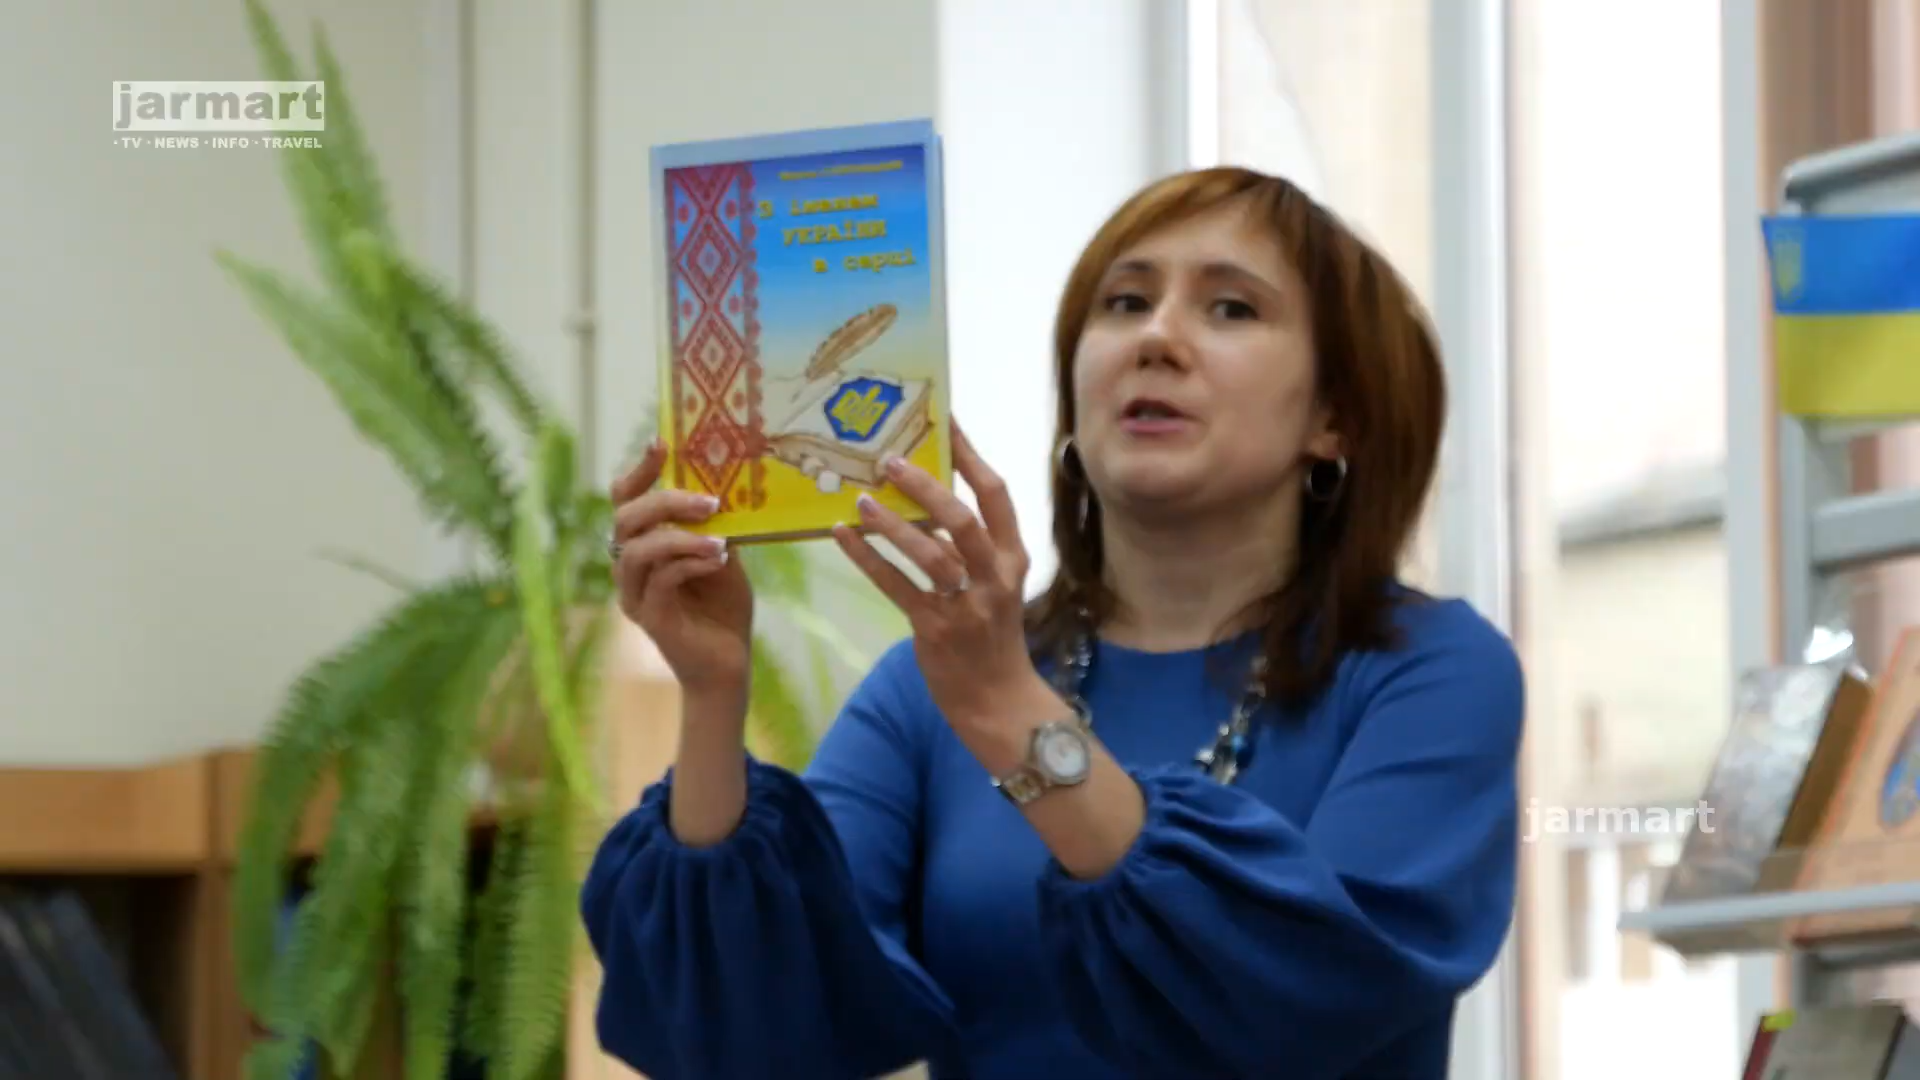 jarmart
· TV · NEWS · INFO · TRAVEL
З іменем
УКРАЇНИ
в серці
jarmart